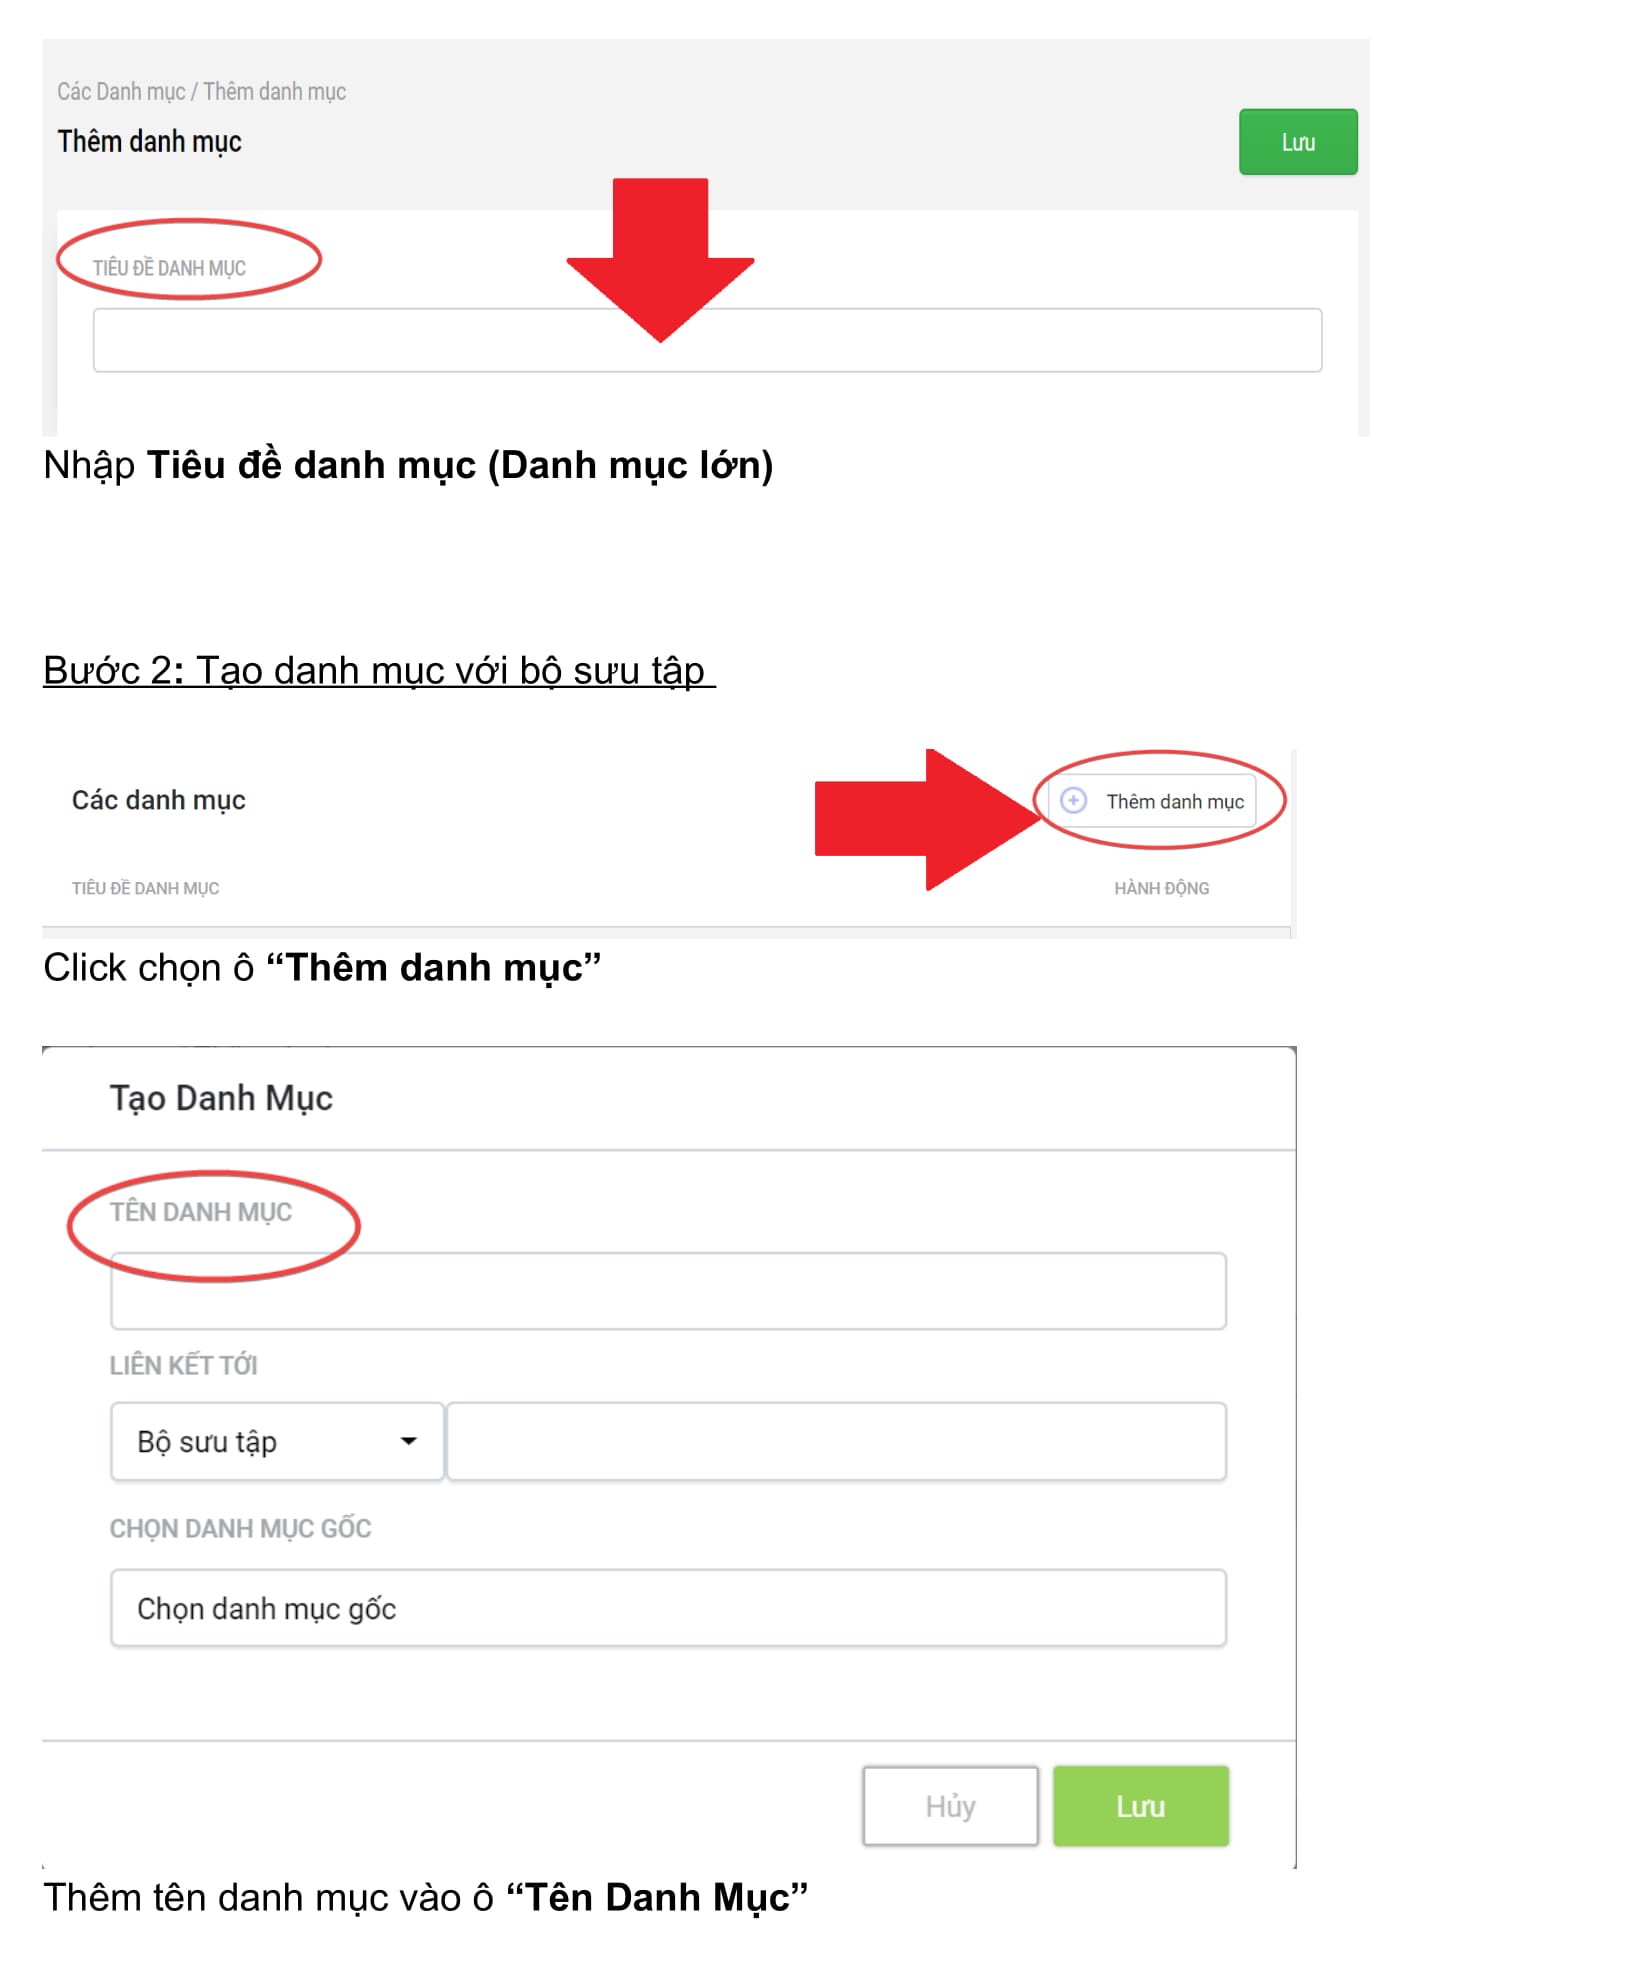 Các Danh mục / Thêm danh mục
Thêm danh mục
Lưu
TIÊU ĐỀ DANH MỤC
Nhập Tiêu đề danh mục (Danh mục lớn)
Bước 2: Tạo danh mục với bộ sưu tập
Các danh mục
Thêm danh mục
TIÊU ĐỀ DANH MỤC
HÀNH ĐỘNG
Click chọn ô “Thêm danh mục”
Tạo Danh Mục
TÊN DANH MỤC
LIÊN KẾT TỚI
Bộ sưu tập
CHỌN DANH MỤC GỐC
Chọn danh mục gốc
Hủy
Lưu
Thêm tên danh mục vào ô “Tên Danh Mục”